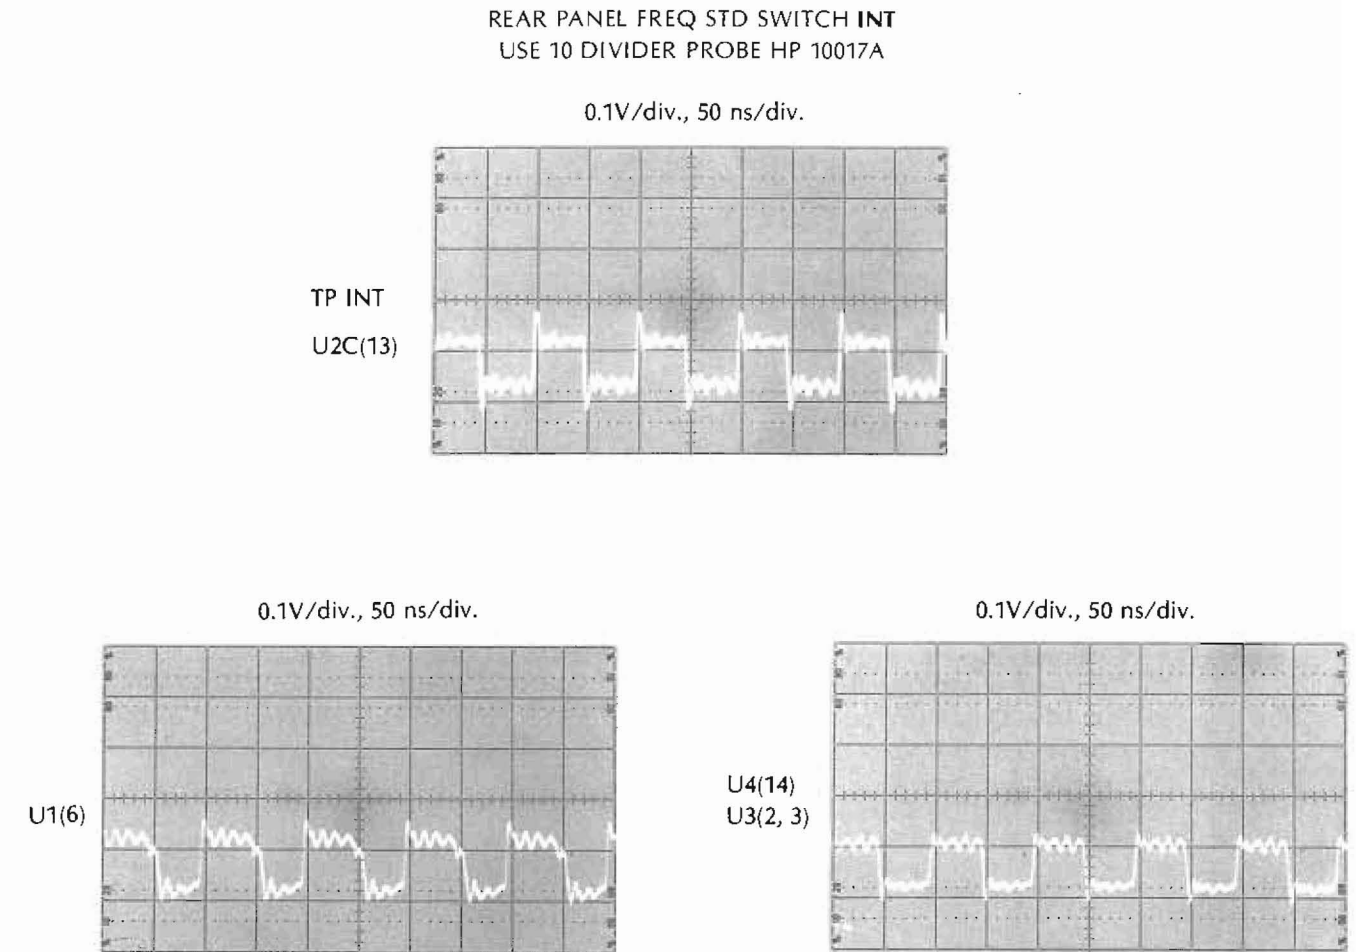 REAR PANEL FREQ STD SWITCH INT
USE 10 DIVIDER PROBE HP 10017A
0.1V/div., 50 ns/div.
TP INT
U2C(13)
0.1V/div., 50 ns/div.
U1(6)
0.1V/div., 50 ns/div.
U4(14)
U3(2, 3)